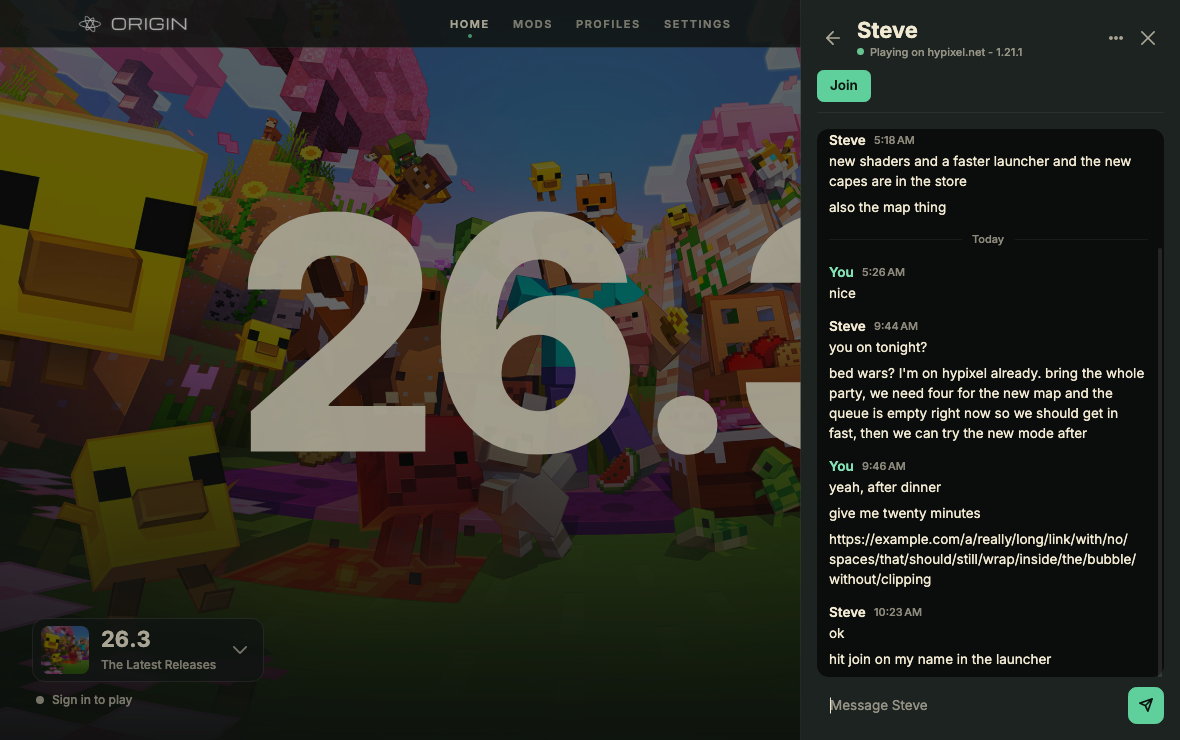 ORIGIN
HOME MODS PROFILES SETTINGS
26.
26.3
The Latest Releases
Sign in to play
Steve
Playing on hypixel.net - 1.21.1
Join
Steve 5:18 AM
new shaders and a faster launcher and the new
capes are in the store
also the map thing
Today
You 5:26 AM
nice
Steve 9:44 AM
you on tonight?
bed wars? I'm on hypixel already. bring the whole
party, we need four for the new map and the
queue is empty right now so we should get in
fast, then we can try the new mode after
You 9:46 AM
yeah, after dinner
give me twenty minutes
https://example.com/a/really/long/link/with/no/
spaces/that/should/still/wrap/inside/the/bubble/
without/clipping
Steve 10:23 AM
ok
hit join on my name in the launcher
Message Steve